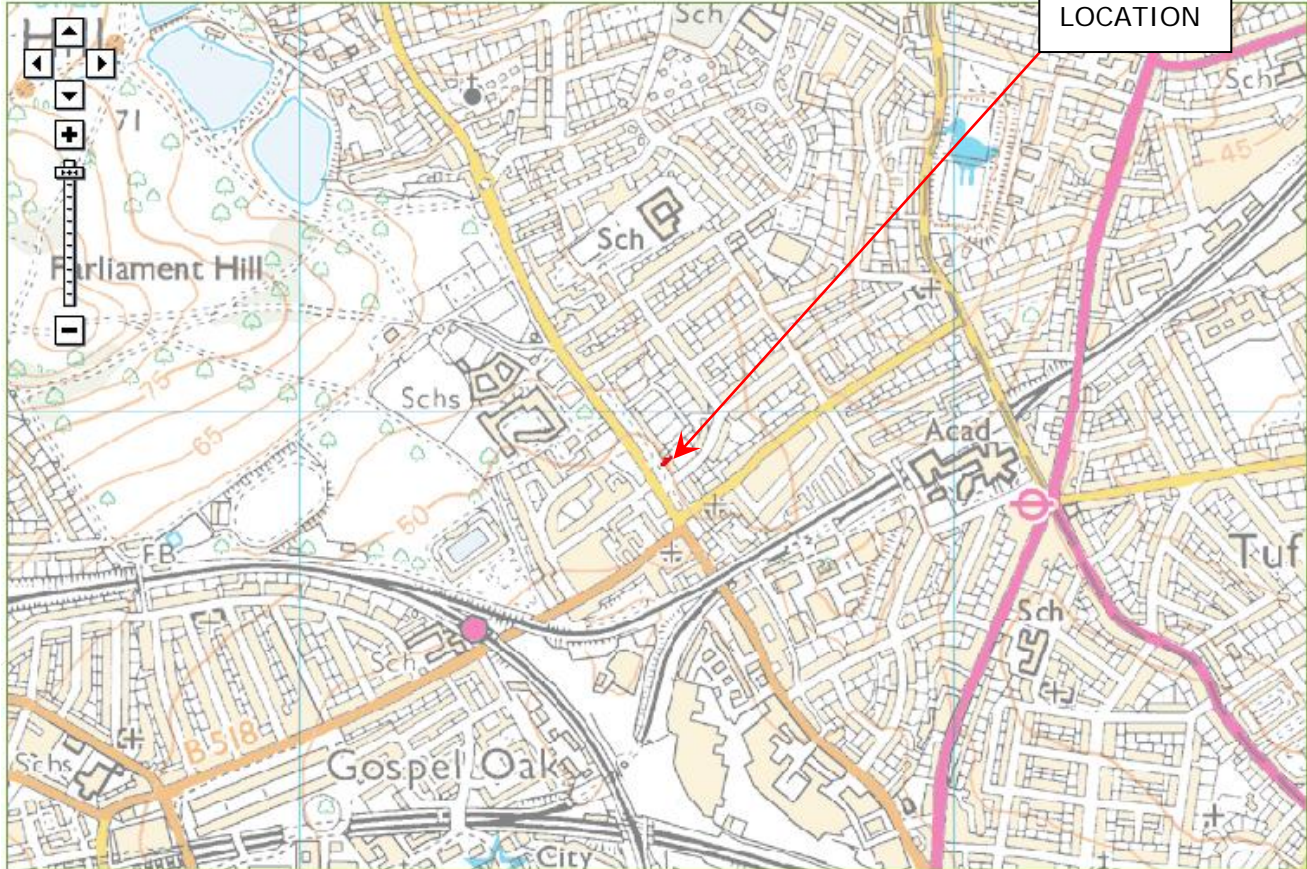 LOCATION
Sch
Sch
71
45
Sch
Parliament Hill
75
Schs
65
Acad
50
FB
Tuf
Sch
Sch
B 518
Gospel Oak
Schs
City